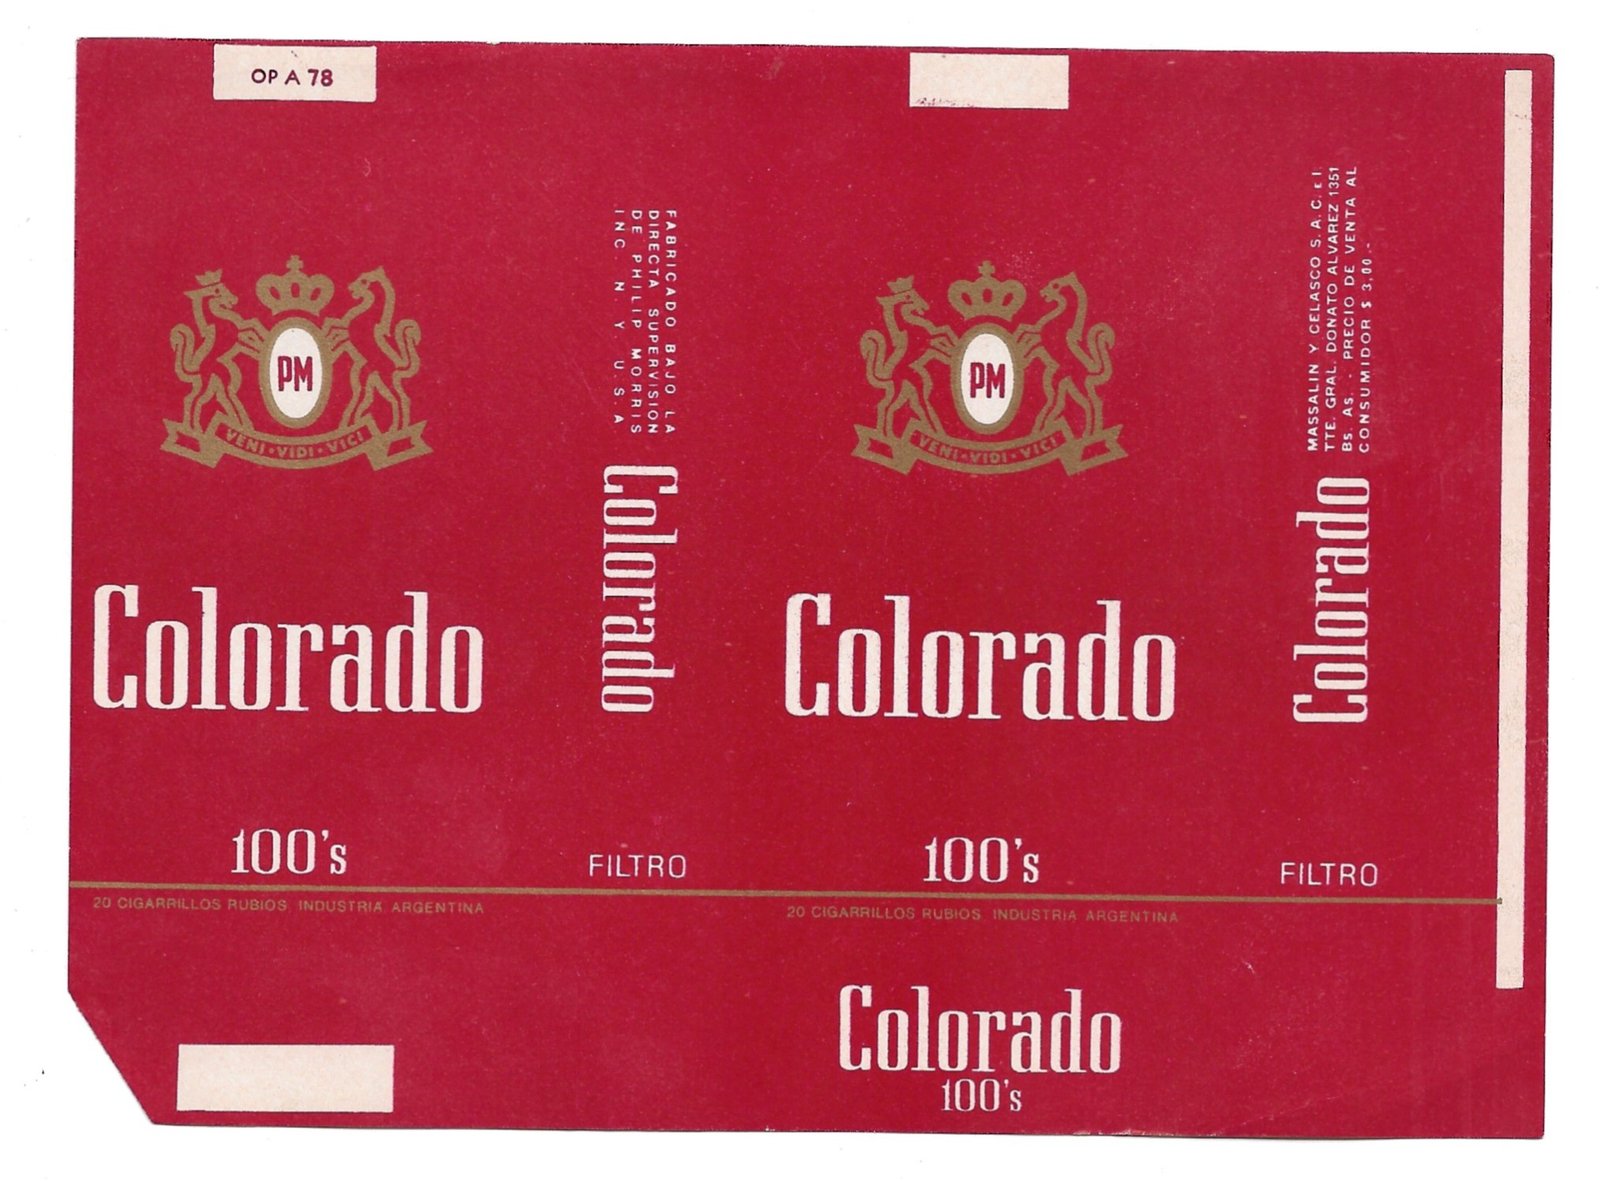 OP A 78
PM
VENI·VIDI·VICI
Colorado
100's
20 CIGARRILLOS RUBIOS. INDUSTRIA ARGENTINA
FABRICADO BAJO LA
DIRECTA SUPERVISION
DE PHILIP MORRIS
INC. N. Y. U S A
Colorado
FILTRO
PM
VENI·VIDI·VICI
Colorado
100's
20 CIGARRILLOS RUBIOS. INDUSTRIA ARGENTINA
MASSALIN Y CELASCO S. A. C. E I.
TTE. GRAL. DONATO ALVAREZ 1351
Bs. As. . PRECIO DE VENTA AL
CONSUMIDOR $ 3,00.-
Colorado
FILTRO
Colorado
100's